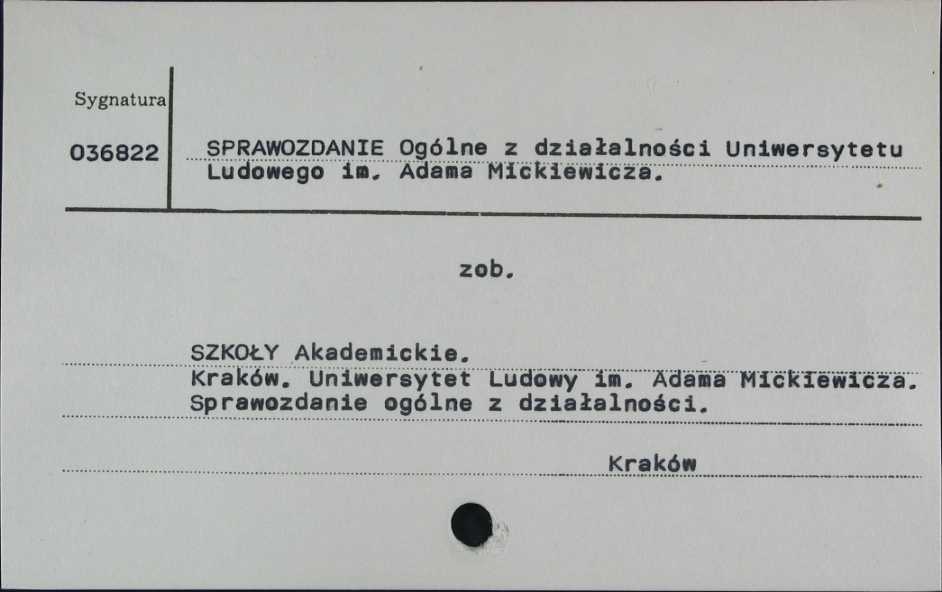 Sygnatura
036822
SPRAWOZDANIE Ogólne z działalności Uniwersytetu
Ludowego im. Adama Mickiewicza.
zob.
SZKOŁY Akademickie.
Kraków. Uniwersytet Ludowy im. Adama Mickiewicza.
Sprawozdanie ogólne z działalności.
Kraków